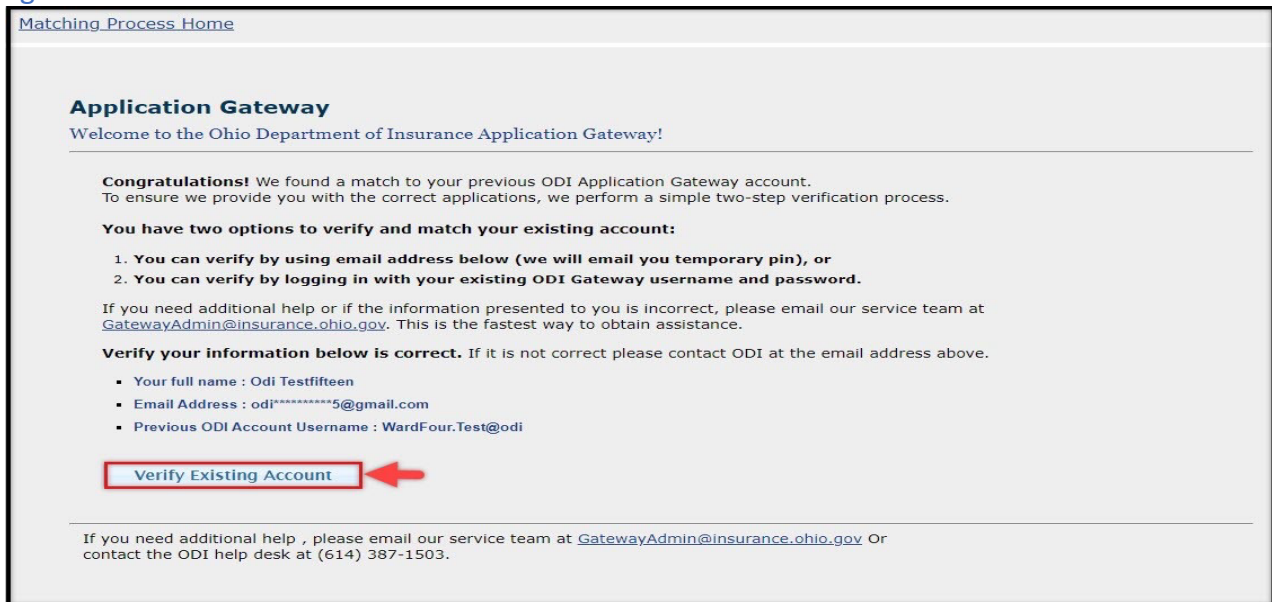 Matching Process Home
Application Gateway
Welcome to the Ohio Department of Insurance Application Gateway!
Congratulations! We found a match to your previous ODI Application Gateway account.
To ensure we provide you with the correct applications, we perform a simple two-step verification process.
You have two options to verify and match your existing account:
1. You can verify by using email address below (we will email you temporary pin), or
2. You can verify by logging in with your existing ODI Gateway username and password.
If you need additional help or if the information presented to you is incorrect, please email our service team at
GatewayAdmin@insurance.ohio.gov. This is the fastest way to obtain assistance.
Verify your information below is correct. If it is not correct please contact ODI at the email address above.
▪ Your full name : Odi Testfifteen
▪ Email Address : odi**********5@gmail.com
▪ Previous ODI Account Username : WardFour.Test@odi
Verify Existing Account
If you need additional help , please email our service team at GatewayAdmin@insurance.ohio.gov Or
contact the ODI help desk at (614) 387-1503.